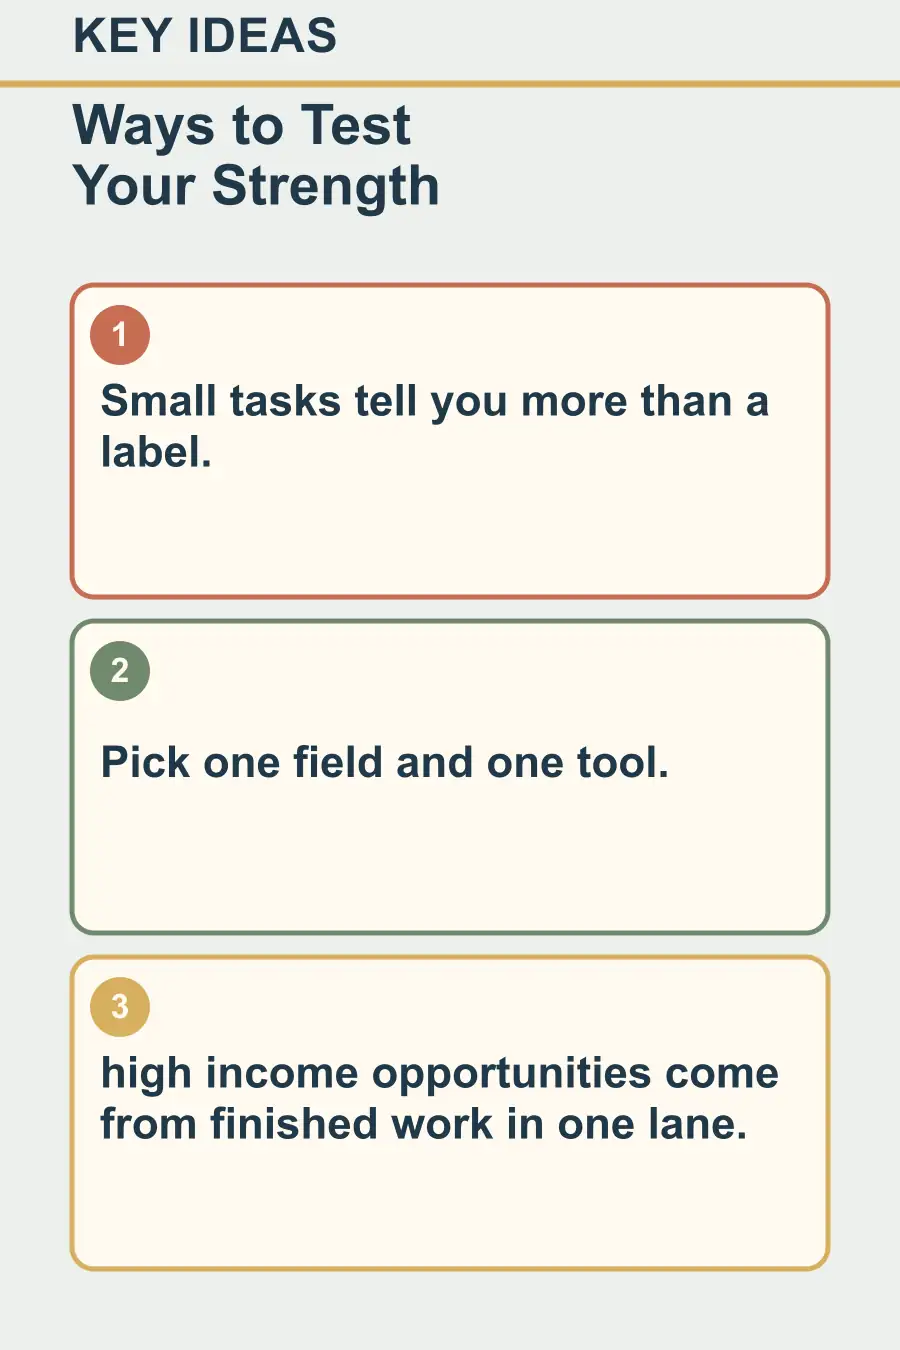 KEY IDEAS
Ways to Test
Your Strength
1
Small tasks tell you more than a
label.
2
Pick one field and one tool.
3
high income opportunities come
from finished work in one lane.